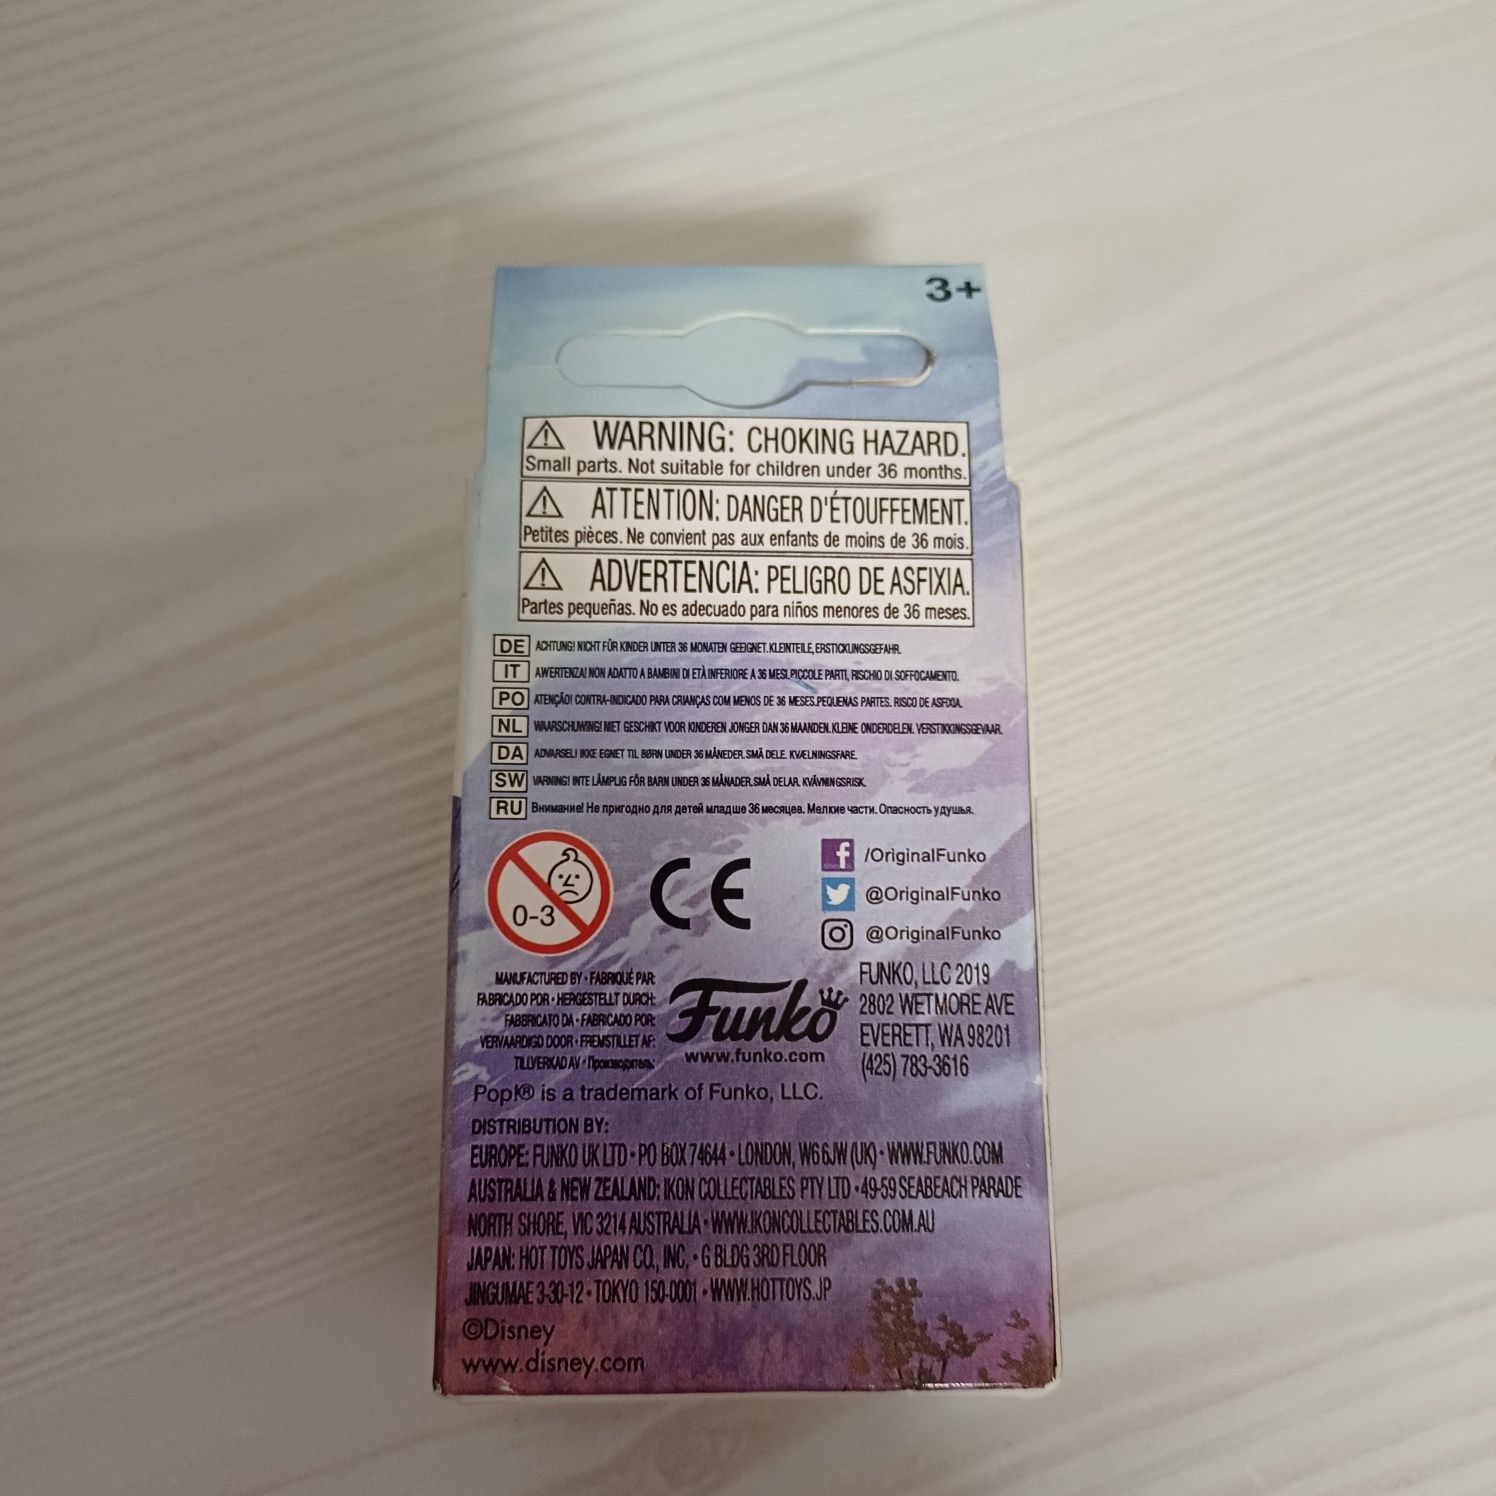 3+
WARNING: CHOKING HAZARD.
Small parts. Not suitable for children under 36 months.
ATTENTION: DANGER D'ÉTOUFFEMENT.
Petites pièces. Ne convient pas aux enfants de moins de 36 mois.
ADVERTENCIA: PELIGRO DE ASFIXIA.
Partes pequeñas. No es adecuado para niños menores de 36 meses.
DE ACHTUNG! NICHT FÜR KINDER UNTER 36 MONATEN GEEIGNET. KLEINTEILE, ERSTICKUNGSGEFAHR.
IT AWERTENZA! NON ADATTO A BAMBINI DI ETÀ INFERIORE A 36 MESI. PICCOLE PARTI, RISCHIO DI SOFFOCAMENTO.
PO ATENÇÃO! CONTRA-INDICADO PARA CRIANÇAS COM MENOS DE 36 MESES. PEQUENAS PARTES. RISCO DE ASFIXIA.
NL WAARSCHUWING! NIET GESCHIKT VOOR KINDEREN JONGER DAN 36 MAANDEN. KLEINE ONDERDELEN. VERSTIKKINGSGEVAAR.
DA ADVARSEL! IKKE EGNET TIL BØRN UNDER 36 MÅNEDER. SMÅ DELE. KVÆLNINGSFARE.
SW VARNING! INTE LÄMPLIG FÖR BARN UNDER 36 MÅNADER. SMÅ DELAR. KVÄVNINGSRISK.
RU Внимание! Не пригодно для детей младше 36 месяцев. Мелкие части. Опасность удушья.
0-3
CE
/OriginalFunko
@OriginalFunko
@OriginalFunko
MANUFACTURED BY • FABRIQUÉ PAR:
FABRICADO POR • HERGESTELLT DURCH:
FABBRICATO DA • FABRICADO POR:
VERVAARDIGD DOOR • FREMSTILLET AF:
TILLVERKAD AV • Производитель:
Funko
www.funko.com
FUNKO, LLC 2019
2802 WETMORE AVE
EVERETT, WA 98201
(425) 783-3616
Pop!® is a trademark of Funko, LLC.
DISTRIBUTION BY:
EUROPE: FUNKO UK LTD • PO BOX 74644 • LONDON, W6 6JW (UK) • WWW.FUNKO.COM
AUSTRALIA & NEW ZEALAND: IKON COLLECTABLES PTY LTD • 49-59 SEABEACH PARADE
NORTH SHORE, VIC 3214 AUSTRALIA • WWW.IKONCOLLECTABLES.COM.AU
JAPAN: HOT TOYS JAPAN CO., INC. • G BLDG 3RD FLOOR
JINGUMAE 3-30-12 • TOKYO 150-0001 • WWW.HOTTOYS.JP
©Disney
www.disney.com